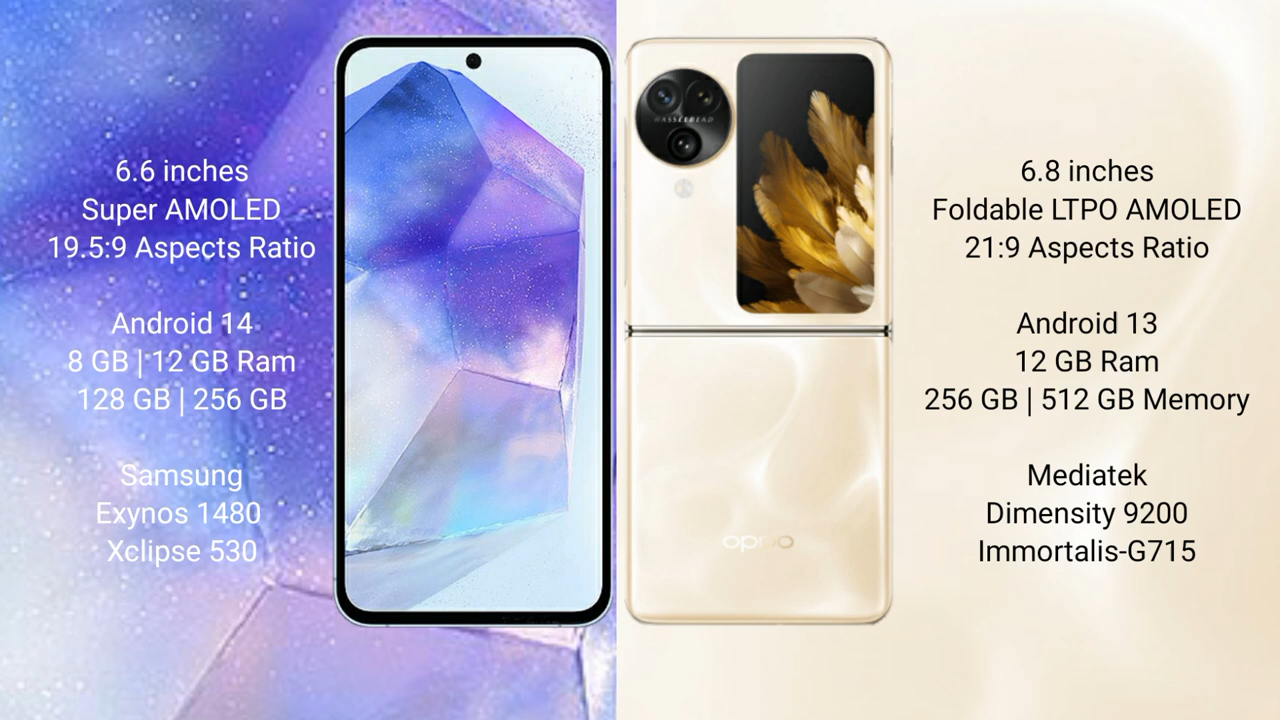 6.6 inches
Super AMOLED
19.5:9 Aspects Ratio
Android 14
8 GB | 12 GB Ram
128 GB | 256 GB
Samsung
Exynos 1480
Xclipse 530
HASSELBLAD
oppo
6.8 inches
Foldable LTPO AMOLED
21:9 Aspects Ratio
Android 13
12 GB Ram
256 GB | 512 GB Memory
Mediatek
Dimensity 9200
Immortalis-G715